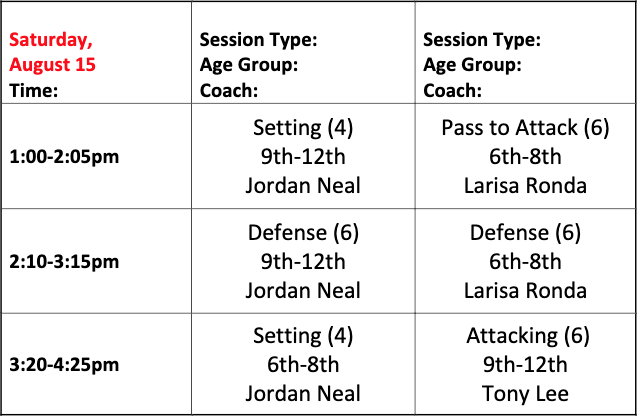 Saturday,
August 15
Time:
Session Type:
Age Group:
Coach:
Session Type:
Age Group:
Coach:
1:00-2:05pm
Setting (4)
9th-12th
Jordan Neal
Pass to Attack (6)
6th-8th
Larisa Ronda
2:10-3:15pm
Defense (6)
9th-12th
Jordan Neal
Defense (6)
6th-8th
Larisa Ronda
3:20-4:25pm
Setting (4)
6th-8th
Jordan Neal
Attacking (6)
9th-12th
Tony Lee